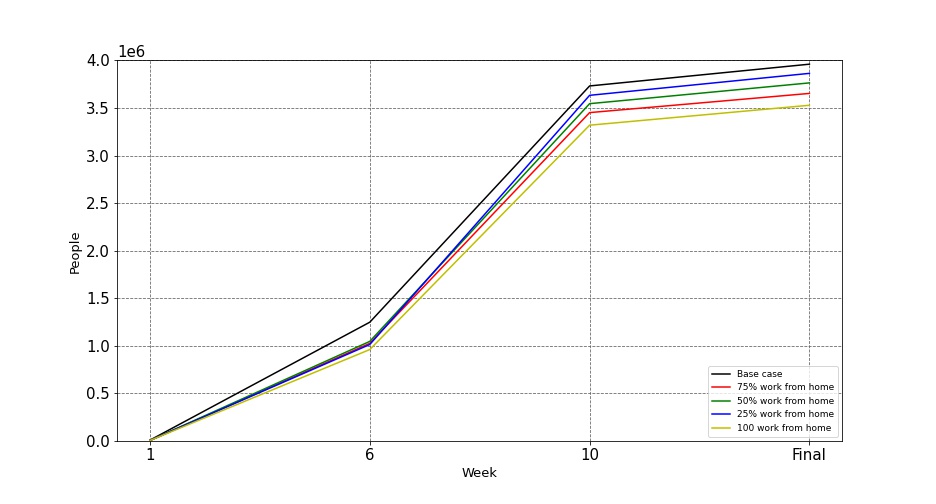 1e6
4.0
3.5
3.0
2.5
2.0
1.5
1.0
0.5
0.0
People
1
6
10
Final
Week
Base case
75% work from home
50% work from home
25% work from home
100 work from home